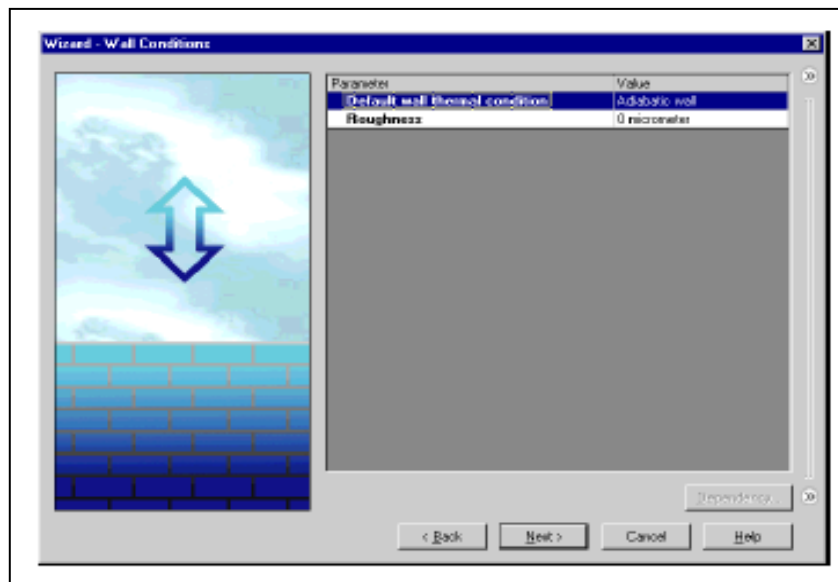 Wizard - Wall Conditions
Parameter Value
Default wall thermal condition Adiabatic wall
Roughness 0 micrometer
Dependency...
< Back Next > Cancel Help